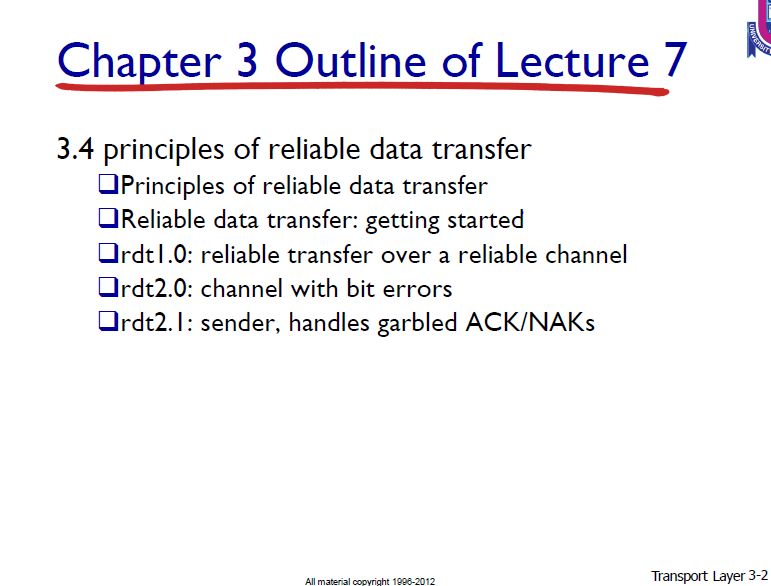 Chapter 3 Outline of Lecture 7
3.4 principles of reliable data transfer
❑Principles of reliable data transfer
❑Reliable data transfer: getting started
❑rdt1.0: reliable transfer over a reliable channel
❑rdt2.0: channel with bit errors
❑rdt2.1: sender, handles garbled ACK/NAKs
All material copyright 1996-2012
Transport Layer 3-2